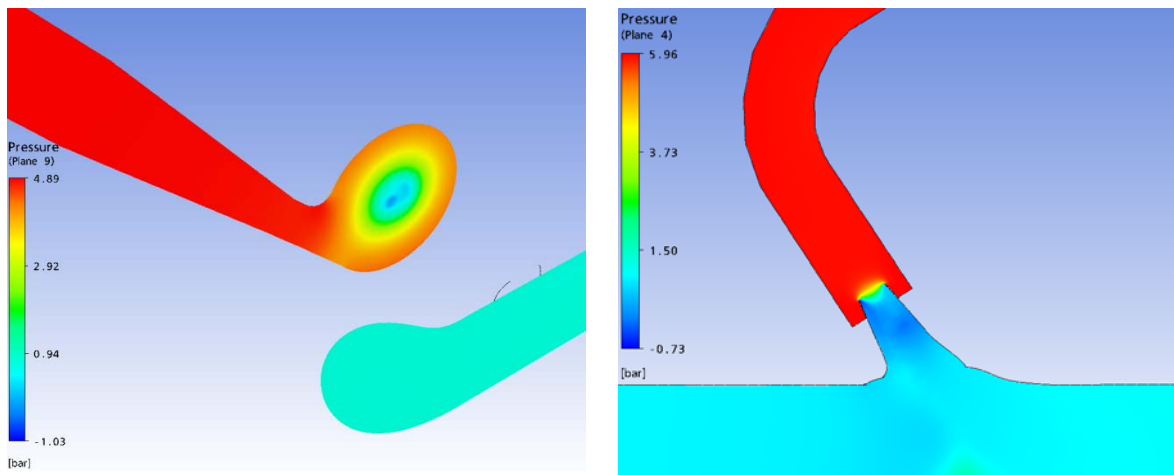 Pressure
(Plane 9)
4.89
2.92
0.94
-1.03
[bar]
Pressure
(Plane 4)
5.96
3.73
1.50
-0.73
[bar]